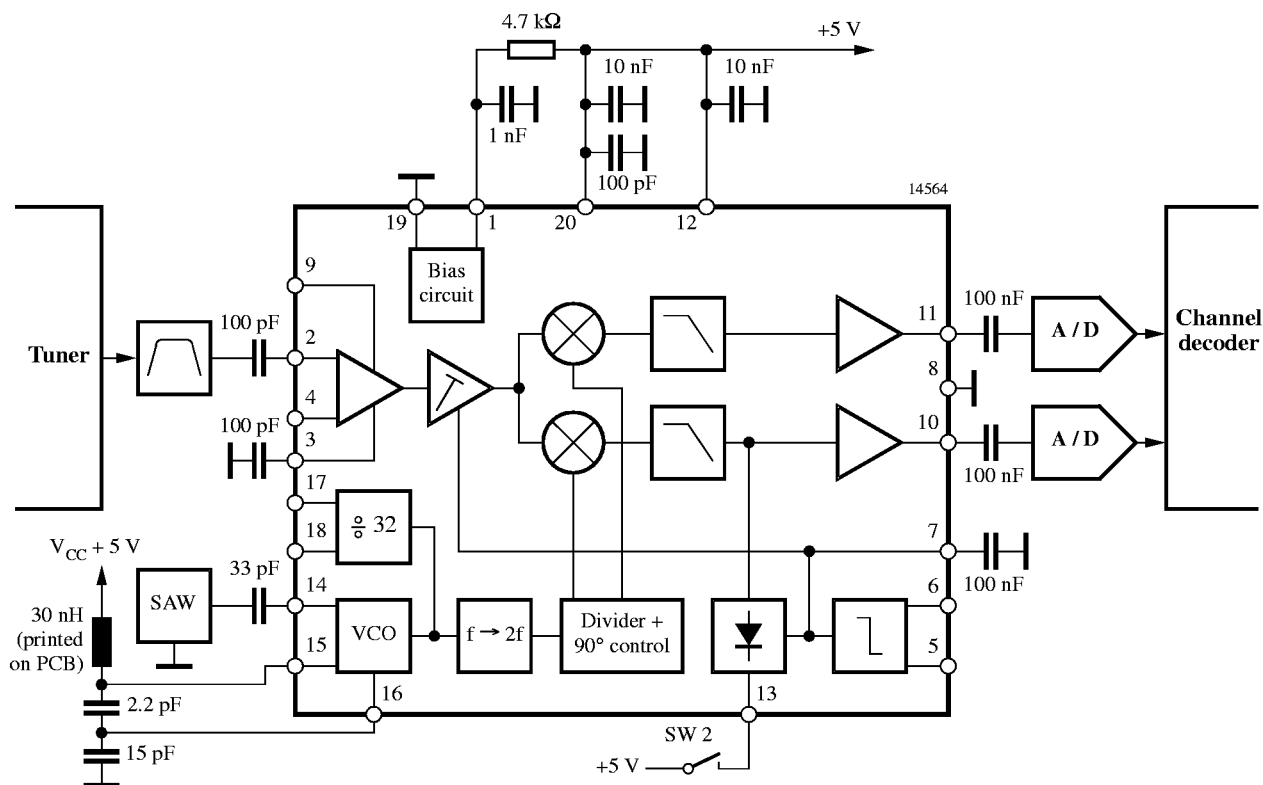 4.7 kΩ
+5 V
10 nF
10 nF
1 nF
100 pF
14564
19
1
20
12
9
Bias
circuit
100 pF
2
11
100 nF
A / D
Channel
decoder
Tuner
8
4
100 pF
3
10
A / D
100 nF
17
÷ 32
18
7
100 nF
VCC + 5 V
33 pF
14
6
SAW
30 nH
(printed
on PCB)
VCO
f → 2f
Divider +
90° control
15
5
16
13
2.2 pF
15 pF
SW 2
+5 V